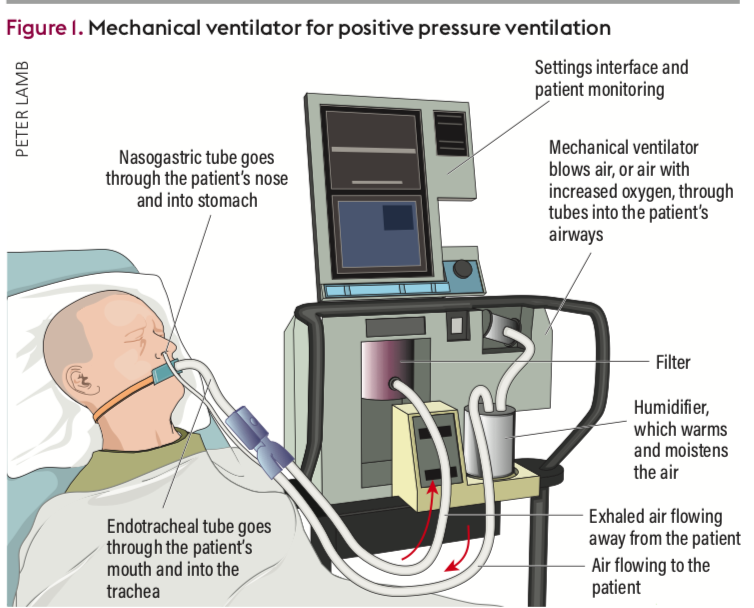 Figure 1. Mechanical ventilator for positive pressure ventilation
PETER LAMB
Settings interface and
patient monitoring
Nasogastric tube goes
through the patient's nose
and into stomach
Mechanical ventilator
blows air, or air with
increased oxygen, through
tubes into the patient's
airways
Filter
Humidifier,
which warms
and moistens
the air
Endotracheal tube goes
through the patient's
mouth and into the
trachea
Exhaled air flowing
away from the patient
Air flowing to the
patient